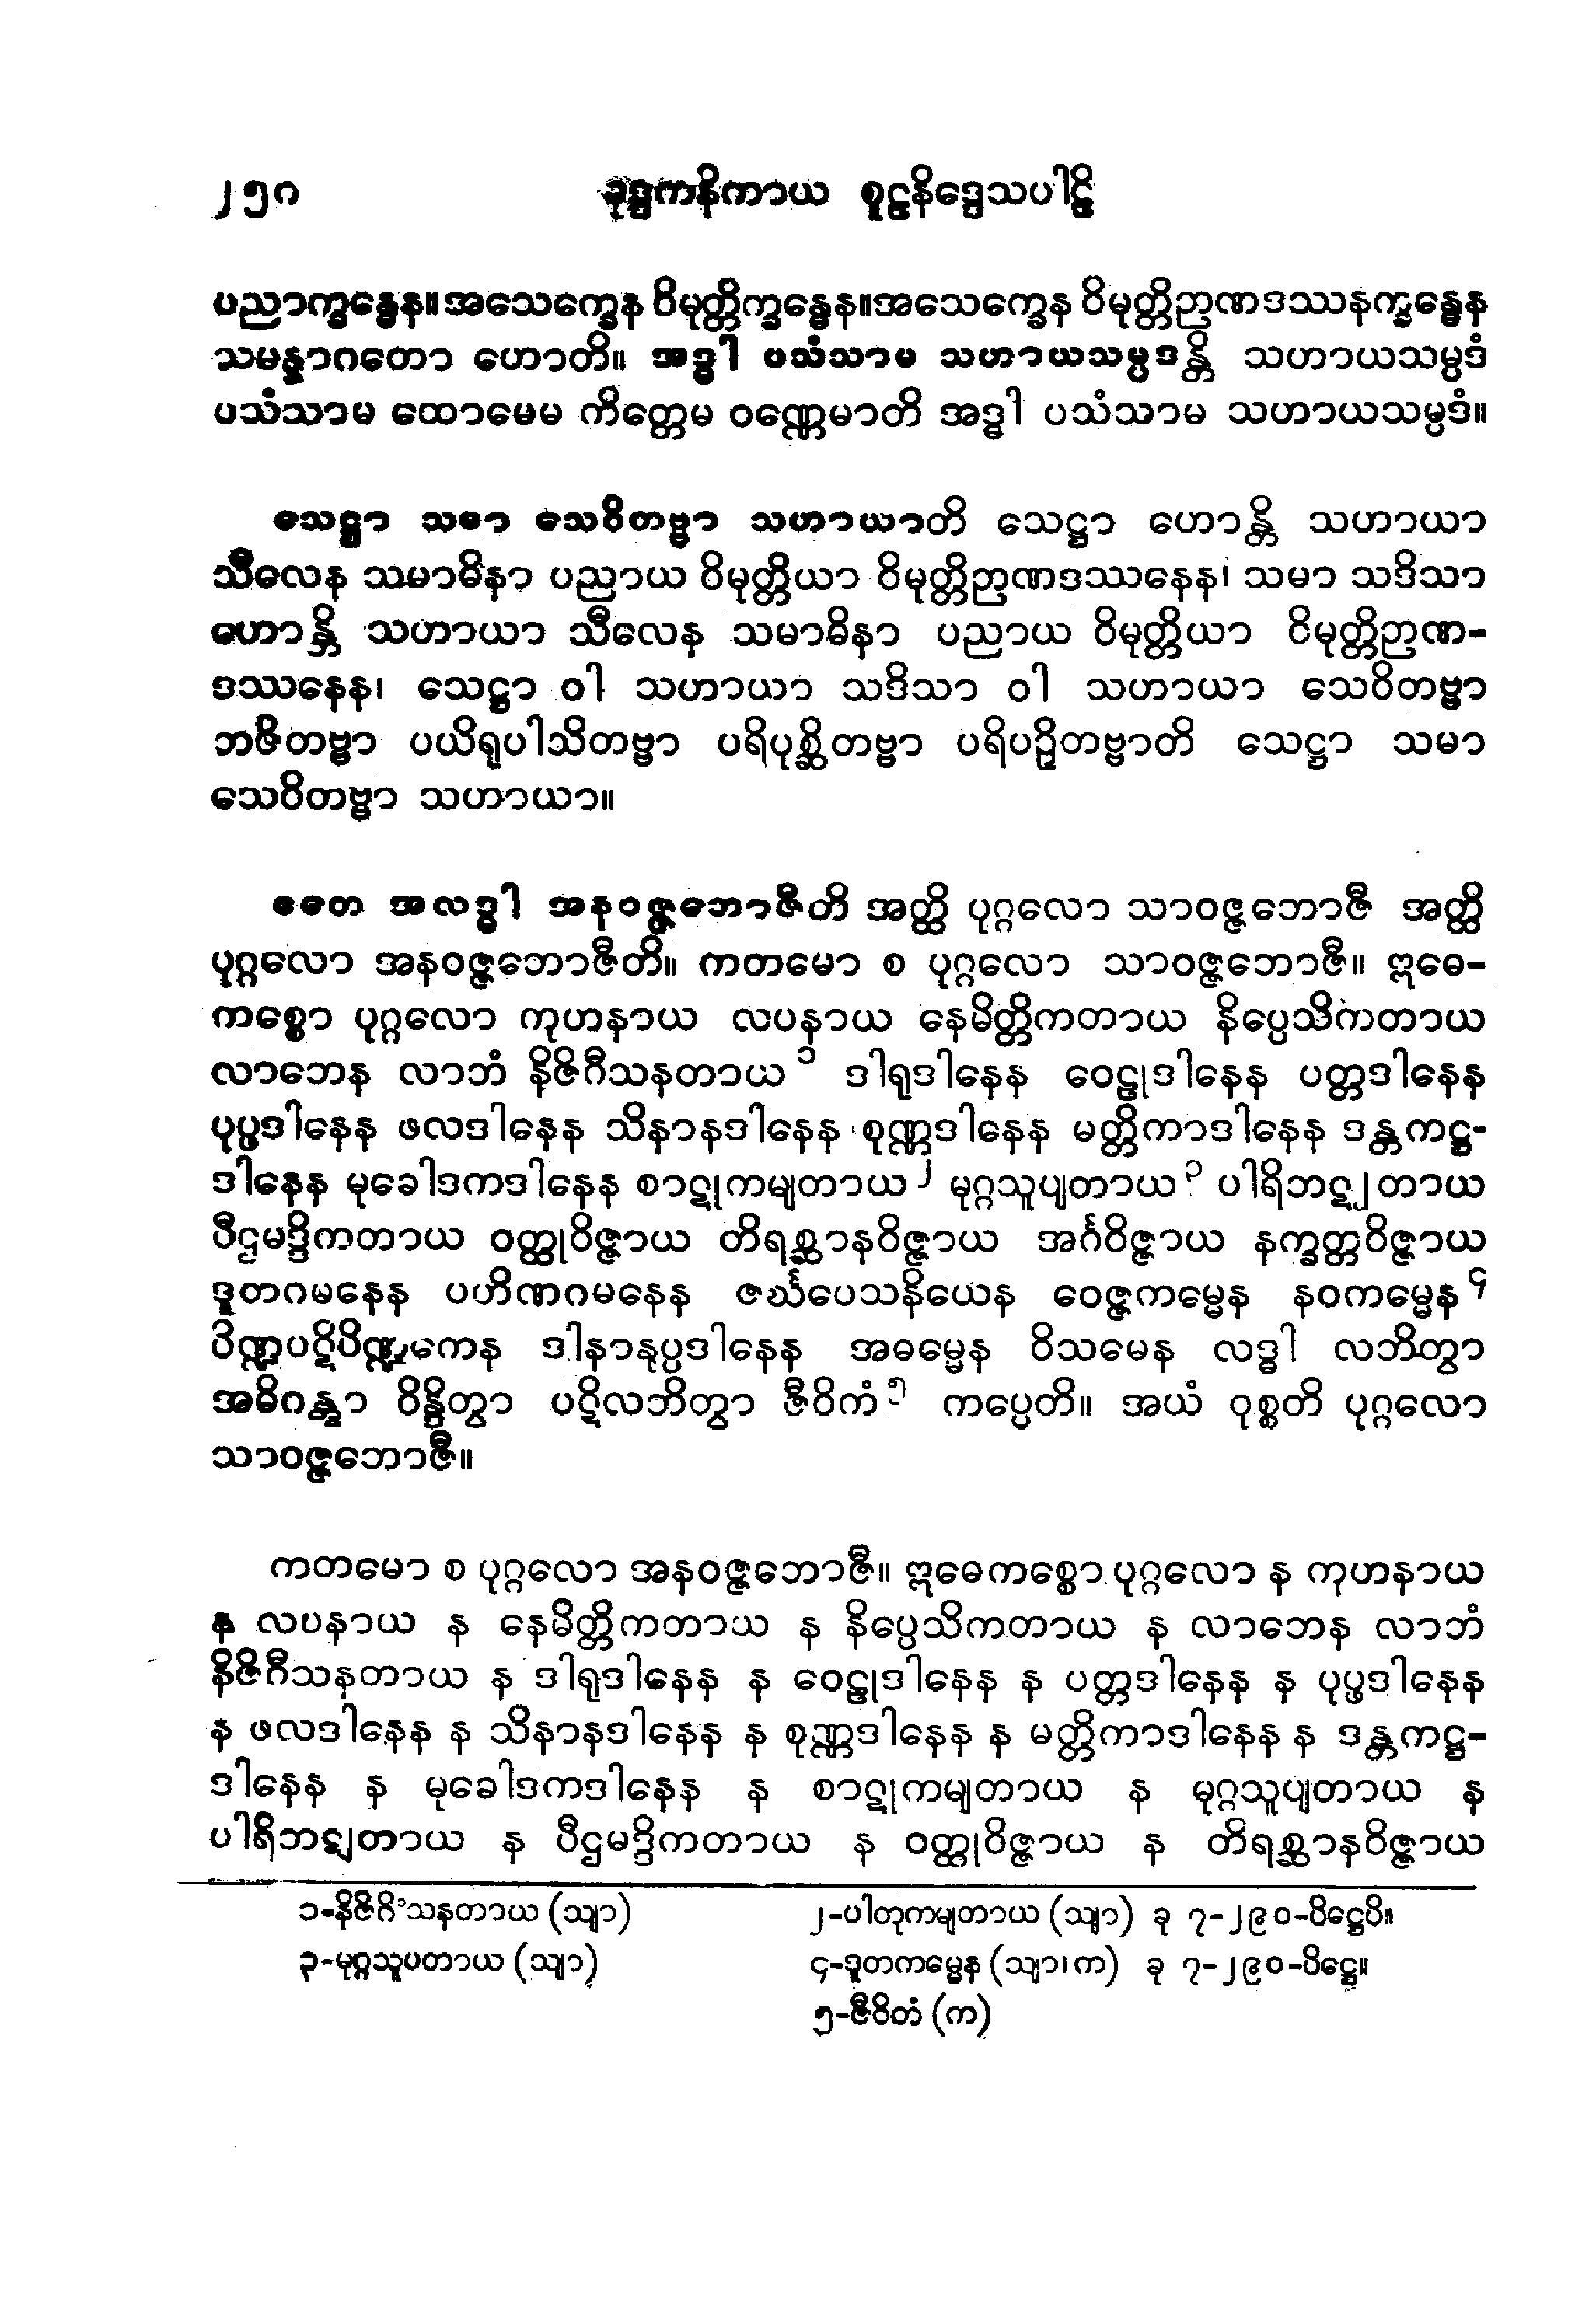 ၂၅၈ ခုဒ္ဒကနိကာယ စူဠနိဒ္ဒေသပါဠိ
ပညာက္ခန္ဓေန။ အသေက္ခေန ဝိမုတ္တိက္ခန္ဓေန။ အသေက္ခေန ဝိမုတ္တိဉာဏဒဿနက္ခန္ဓေန
သမန္နာဂတော ဟောတိ။ အဒ္ဓါ ပသံသာမ သဟာယသမ္ပဒန္တိ သဟာယသမ္ပဒံ
ပသံသာမ ထောမေမ ကိတ္တေမ ဝဏ္ဏေမာတိ အဒ္ဓါ ပသံသာမ သဟာယသမ္ပဒံ။
သေဋ္ဌာ သမာ သေဝိတဗ္ဗာ သဟာယာတိ သေဋ္ဌာ ဟောန္တိ သဟာယာ
သီလေန သမာဓိနာ ပညာယ ဝိမုတ္တိယာ ဝိမုတ္တိဉာဏဒဿနေန၊ သမာ သဒိသာ
ဟောန္တိ သဟာယာ သီလေန သမာဓိနာ ပညာယ ဝိမုတ္တိယာ ဝိမုတ္တိဉာဏ-
ဒဿနေန၊ သေဋ္ဌာ ဝါ သဟာယာ သဒိသာ ဝါ သဟာယာ သေဝိတဗ္ဗာ
ဘဇိတဗ္ဗာ ပယိရုပါသိတဗ္ဗာ ပရိပုစ္ဆိတဗ္ဗာ ပရိပဉှိတဗ္ဗာတိ သေဋ္ဌာ သမာ
သေဝိတဗ္ဗာ သဟာယာ။
ဧတေ အလဒ္ဓါ အနဝဇ္ဇဘောဇီတိ အတ္ထိ ပုဂ္ဂလော သာဝဇ္ဇဘောဇီ အတ္ထိ
ပုဂ္ဂလော အနဝဇ္ဇဘောဇီတိ။ ကတမော စ ပုဂ္ဂလော သာဝဇ္ဇဘောဇီ။ ဣဓေ-
ကစ္စော ပုဂ္ဂလော ကုဟနာယ လပနာယ နေမိတ္တိကတာယ နိပ္ပေသိကတာယ
လာဘေန လာဘံ နိဇိဂီသနတာယ ၁ ဒါရုဒါနေန ဝေဠုဒါနေန ပတ္တဒါနေန
ပုပ္ဖဒါနေန ဖလဒါနေန သိနာနဒါနေန စုဏ္ဏဒါနေန မတ္တိကာဒါနေန ဒန္တကဋ္ဌ-
ဒါနေန မုခေါဒကဒါနေန စာဋုကမျတာယ ၂ မုဂ္ဂသူပျတာယ ၃ ပါရိဘဋျတာယ
ပီဌမဒ္ဒိကတာယ ဝတ္ထုဝိဇ္ဇာယ တိရစ္ဆာနဝိဇ္ဇာယ အင်္ဂဝိဇ္ဇာယ နက္ခတ္တဝိဇ္ဇာယ
ဒူတဂမနေန ပဟိဏဂမနေန ဇင်္ဃပေသနိယေန ဝေဇ္ဇကမ္မေန နဝကမ္မေန ၄
ပိဏ္ဍပဋိပိဏ္ဍကေန ဒါနာနုပ္ပဒါနေန အဓမ္မေန ဝိသမေန လဒ္ဓါ လဘိတွာ
အဓိဂန္တွာ ဝိန္ဒိတွာ ပဋိလဘိတွာ ဇီဝိကံ ၅ ကပ္ပေတိ။ အယံ ဝုစ္စတိ ပုဂ္ဂလော
သာဝဇ္ဇဘောဇီ။
ကတမော စ ပုဂ္ဂလော အနဝဇ္ဇဘောဇီ။ ဣဓေကစ္စော ပုဂ္ဂလော န ကုဟနာယ
န လပနာယ န နေမိတ္တိကတာယ န နိပ္ပေသိကတာယ န လာဘေန လာဘံ
နိဇိဂီသနတာယ န ဒါရုဒါနေန န ဝေဠုဒါနေန န ပတ္တဒါနေန န ပုပ္ဖဒါနေန
န ဖလဒါနေန န သိနာနဒါနေန န စုဏ္ဏဒါနေန န မတ္တိကာဒါနေန န ဒန္တကဋ္ဌ-
ဒါနေန န မုခေါဒကဒါနေန န စာဋုကမျတာယ န မုဂ္ဂသူပျတာယ န
ပါရိဘဋျတာယ န ပီဌမဒ္ဒိကတာယ န ဝတ္ထုဝိဇ္ဇာယ န တိရစ္ဆာနဝိဇ္ဇာယ
၁-နိဇိဂိံသနတာယ (သျာ) ၂-ပါတုကမျတာယ (သျာ) ခု ၇-၂၉၀-ပိဋ္ဌေပိ။
၃-မုဂ္ဂသူပတာယ (သျာ) ၄-ဒူတကမ္မေန (သျာ၊က) ခု ၇-၂၉၀-ပိဋ္ဌေ။
၅-ဇီဝိတံ (က)